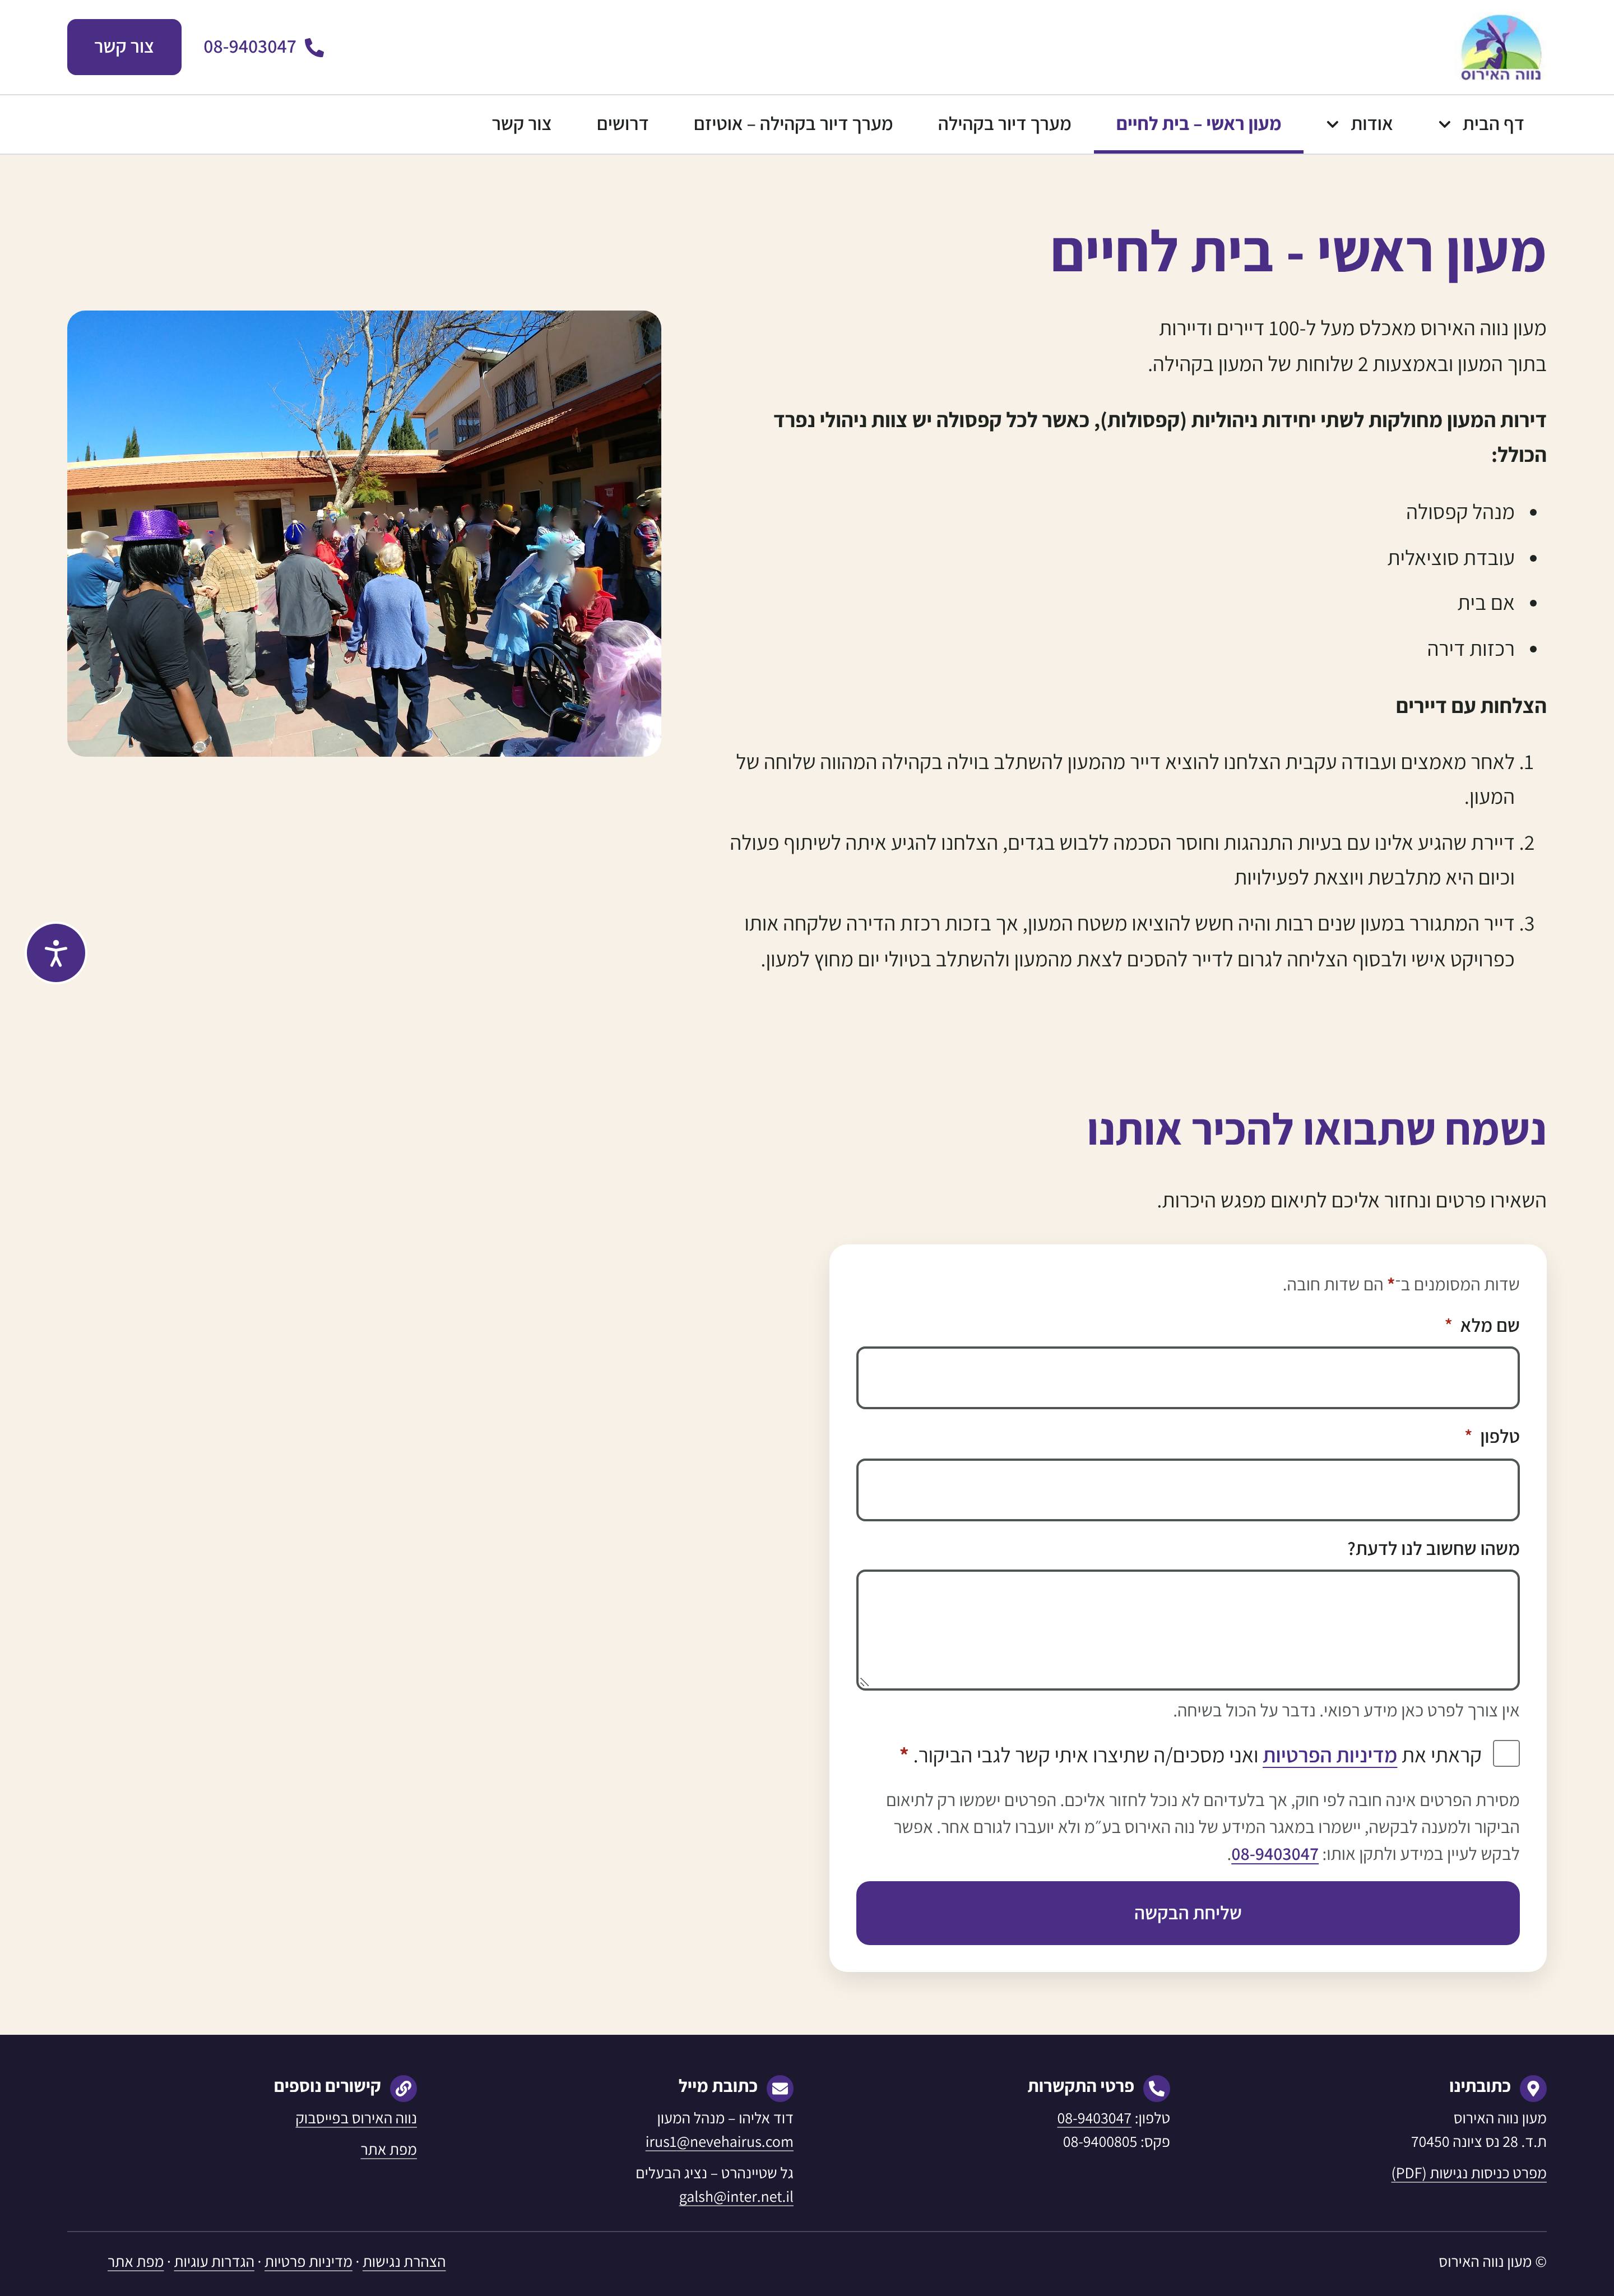 נווה האירוס
08-9403047
צור קשר
דף הבית
אודות
מעון ראשי – בית לחיים
מערך דיור בקהילה
מערך דיור בקהילה – אוטיזם
דרושים
צור קשר
מעון ראשי - בית לחיים
מעון נווה האירוס מאכלס מעל ל-100 דיירים ודיירות
בתוך המעון ובאמצעות 2 שלוחות של המעון בקהילה.
דירות המעון מחולקות לשתי יחידות ניהוליות (קפסולות), כאשר לכל קפסולה יש צוות ניהולי נפרד
הכולל:
• מנהל קפסולה
• עובדת סוציאלית
• אם בית
• רכזות דירה
הצלחות עם דיירים
1. לאחר מאמצים ועבודה עקבית הצלחנו להוציא דייר מהמעון להשתלב בוילה בקהילה המהווה שלוחה של
המעון.
2. דיירת שהגיע אלינו עם בעיות התנהגות וחוסר הסכמה ללבוש בגדים, הצלחנו להגיע איתה לשיתוף פעולה
וכיום היא מתלבשת ויוצאת לפעילויות
3. דייר המתגורר במעון שנים רבות והיה חשש להוציאו משטח המעון, אך בזכות רכזת הדירה שלקחה אותו
כפרויקט אישי ולבסוף הצליחה לגרום לדייר להסכים לצאת מהמעון ולהשתלב בטיולי יום מחוץ למעון.
נשמח שתבואו להכיר אותנו
השאירו פרטים ונחזור אליכם לתיאום מפגש היכרות.
שדות המסומנים ב־* הם שדות חובה.
שם מלא *
טלפון *
משהו שחשוב לנו לדעת?
אין צורך לפרט כאן מידע רפואי. נדבר על הכול בשיחה.
קראתי את מדיניות הפרטיות ואני מסכים/ה שתיצרו איתי קשר לגבי הביקור. *
מסירת הפרטים אינה חובה לפי חוק, אך בלעדיהם לא נוכל לחזור אליכם. הפרטים ישמשו רק לתיאום
הביקור ולמענה לבקשה, יישמרו במאגר המידע של נוה האירוס בע״מ ולא יועברו לגורם אחר. אפשר
לבקש לעיין במידע ולתקן אותו: 08-9403047.
שליחת הבקשה
כתובתינו
מעון נווה האירוס
ת.ד. 28 נס ציונה 70450
מפרט כניסות נגישות (PDF)
פרטי התקשרות
טלפון: 08-9403047
פקס: 08-9400805
כתובת מייל
דוד אליהו – מנהל המעון
irus1@nevehairus.com
גל שטיינהרט – נציג הבעלים
galsh@inter.net.il
קישורים נוספים
נווה האירוס בפייסבוק
מפת אתר
© מעון נווה האירוס
הצהרת נגישות · מדיניות פרטיות · הגדרות עוגיות · מפת אתר